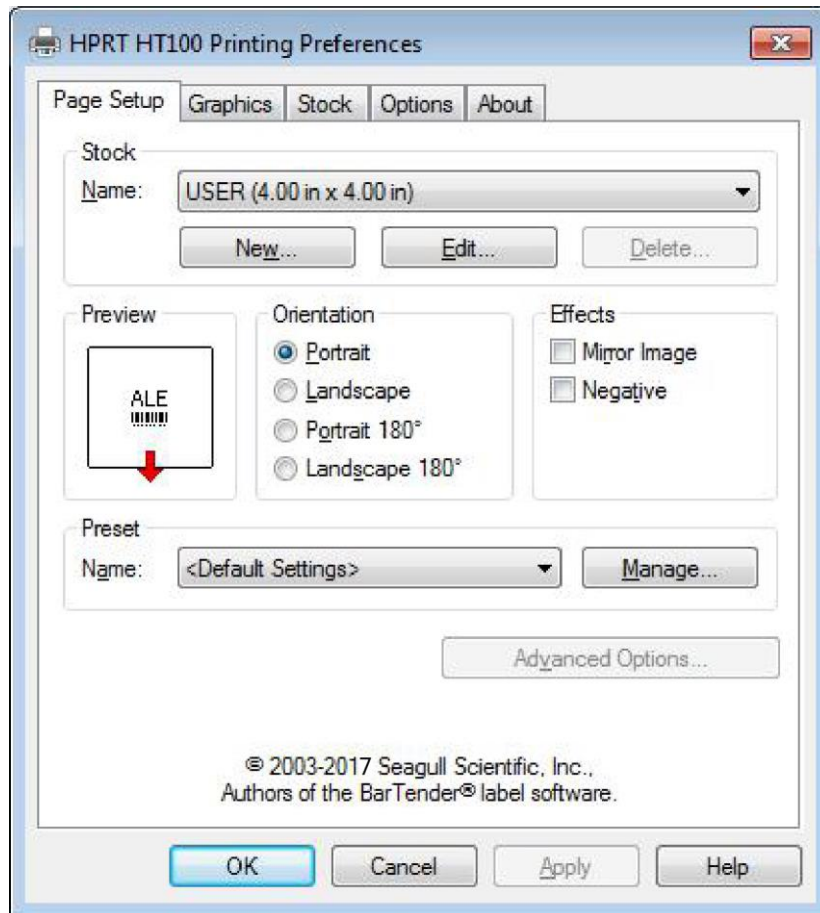 HPRT HT100 Printing Preferences
Page Setup Graphics Stock Options About
Stock
Name: USER (4.00 in x 4.00 in)
New... Edit... Delete...
Preview Orientation Effects
ALE
Portrait Mirror Image
Landscape Negative
Portrait 180°
Landscape 180°
Preset
Name: <Default Settings> Manage...
Advanced Options...
© 2003-2017 Seagull Scientific, Inc.,
Authors of the BarTender® label software.
OK Cancel Apply Help